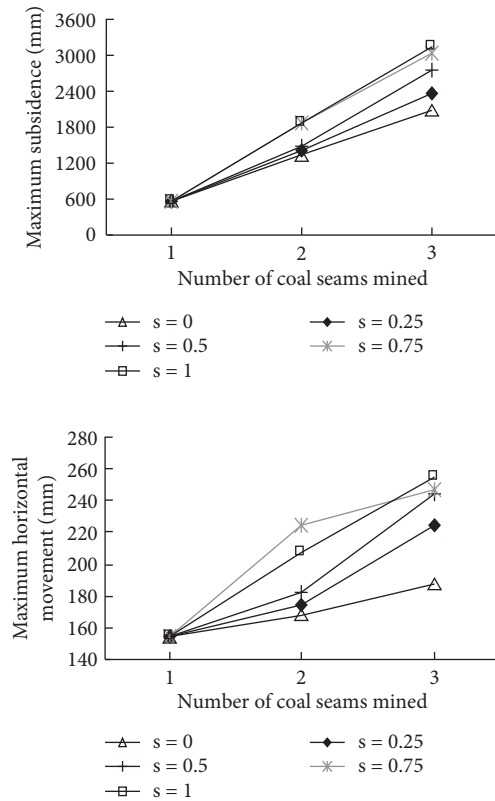 3600
3000
2400
1800
1200
600
0
Maximum subsidence (mm)
1 2 3
Number of coal seams mined
s = 0 s = 0.25
s = 0.5 s = 0.75
s = 1
280
260
240
220
200
180
160
140
Maximum horizontal
movement (mm)
1 2 3
Number of coal seams mined
s = 0 s = 0.25
s = 0.5 s = 0.75
s = 1